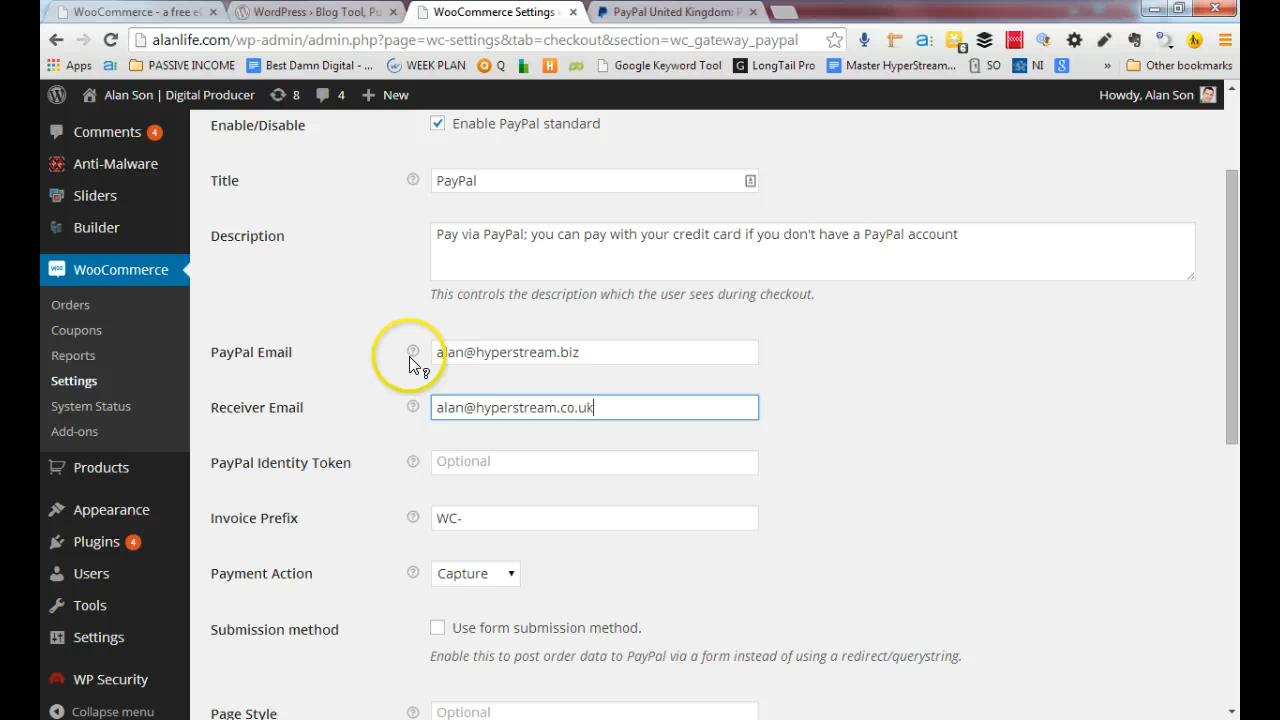 WooCommerce - a free eC
WordPress › Blog Tool, Pu
WooCommerce Settings
PayPal United Kingdom: P
alanlife.com/wp-admin/admin.php?page=wc-settings&tab=checkout&section=wc_gateway_paypal
Apps
PASSIVE INCOME
Best Damn Digital - ...
WEEK PLAN
Q
Google Keyword Tool
LongTail Pro
Master HyperStream...
SO
NI
»
Other bookmarks
Alan Son | Digital Producer
8
4
+ New
Howdy, Alan Son
Comments 4
Anti-Malware
Sliders
Builder
WooCommerce
Orders
Coupons
Reports
Settings
System Status
Add-ons
Products
Appearance
Plugins 4
Users
Tools
Settings
WP Security
Collapse menu
Enable/Disable
Enable PayPal standard
Title
PayPal
Description
Pay via PayPal; you can pay with your credit card if you don't have a PayPal account
This controls the description which the user sees during checkout.
PayPal Email
alan@hyperstream.biz
Receiver Email
alan@hyperstream.co.uk
PayPal Identity Token
Optional
Invoice Prefix
WC-
Payment Action
Capture
Submission method
Use form submission method.
Enable this to post order data to PayPal via a form instead of using a redirect/querystring.
Page Style
Optional